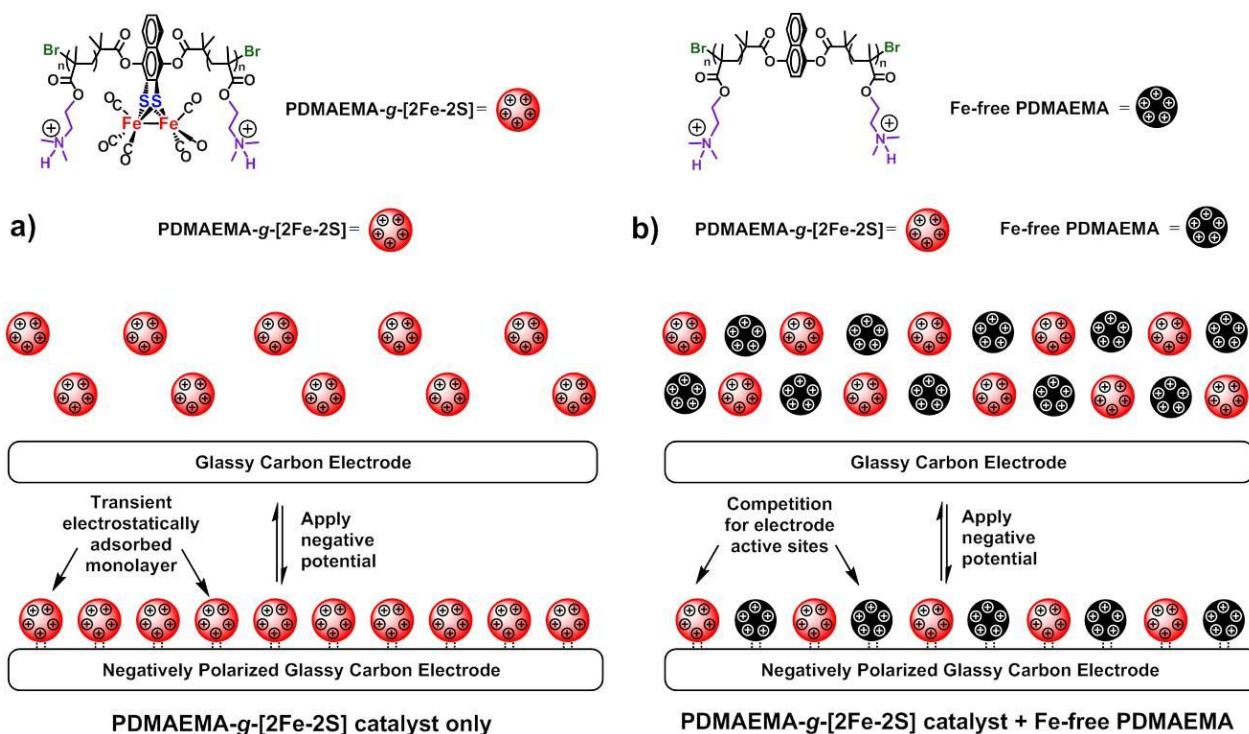 Br
n
O
O
O
O
n
Br
O
O
O
O
S
S
OC
CO
Fe
Fe
OC
OC
CO
CO
N
H
N
H
PDMAEMA-g-[2Fe-2S]=
Br
n
O
O
O
O
n
Br
O
O
O
O
N
H
N
H
Fe-free PDMAEMA =
a)
PDMAEMA-g-[2Fe-2S]=
b)
PDMAEMA-g-[2Fe-2S]=
Fe-free PDMAEMA =
Glassy Carbon Electrode
Transient
electrostatically
adsorbed
monolayer
Apply
negative
potential
Negatively Polarized Glassy Carbon Electrode
PDMAEMA-g-[2Fe-2S] catalyst only
Glassy Carbon Electrode
Competition
for electrode
active sites
Apply
negative
potential
Negatively Polarized Glassy Carbon Electrode
PDMAEMA-g-[2Fe-2S] catalyst + Fe-free PDMAEMA